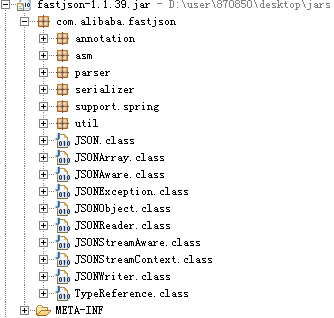 fastjson-1.1.39.jar - D:\user\870850\desktop\jars
com.alibaba.fastjson
annotation
asm
parser
serializer
support.spring
util
JSON.class
JSONArray.class
JSONAware.class
JSONException.class
JSONObject.class
JSONReader.class
JSONStreamAware.class
JSONStreamContext.class
JSONWriter.class
TypeReference.class
META-INF